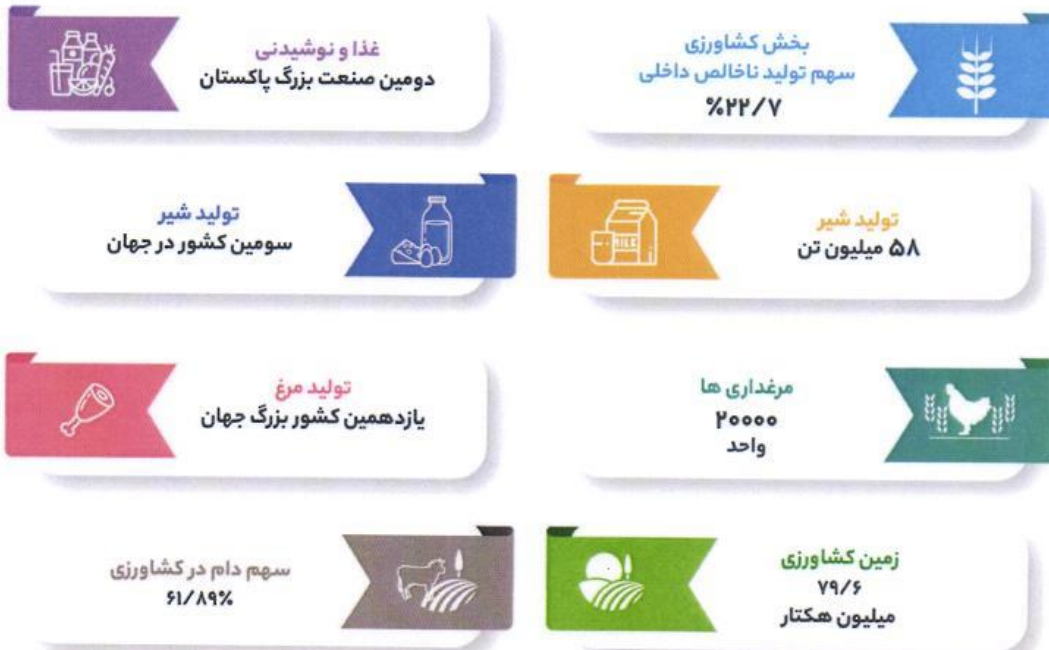 بخش کشاورزی
سهم تولید ناخالص داخلی
%۲۲/۷
غذا و نوشیدنی
دومین صنعت بزرگ پاکستان
تولید شیر
۵۸ میلیون تن
MILK
تولید شیر
سومین کشور در جهان
مرغداری ها
۲۰۰۰۰
واحد
تولید مرغ
یازدهمین کشور بزرگ جهان
زمین کشاورزی
۷۹/۶
میلیون هکتار
سهم دام در کشاورزی
۶۱/۸۹%